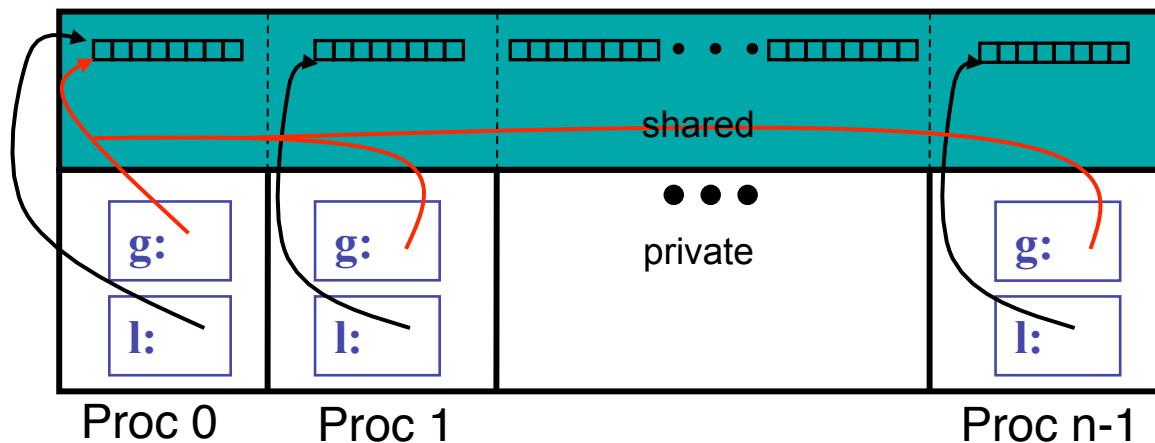 shared
private
g: g: g:
l: l: l:
Proc 0 Proc 1 Proc n-1